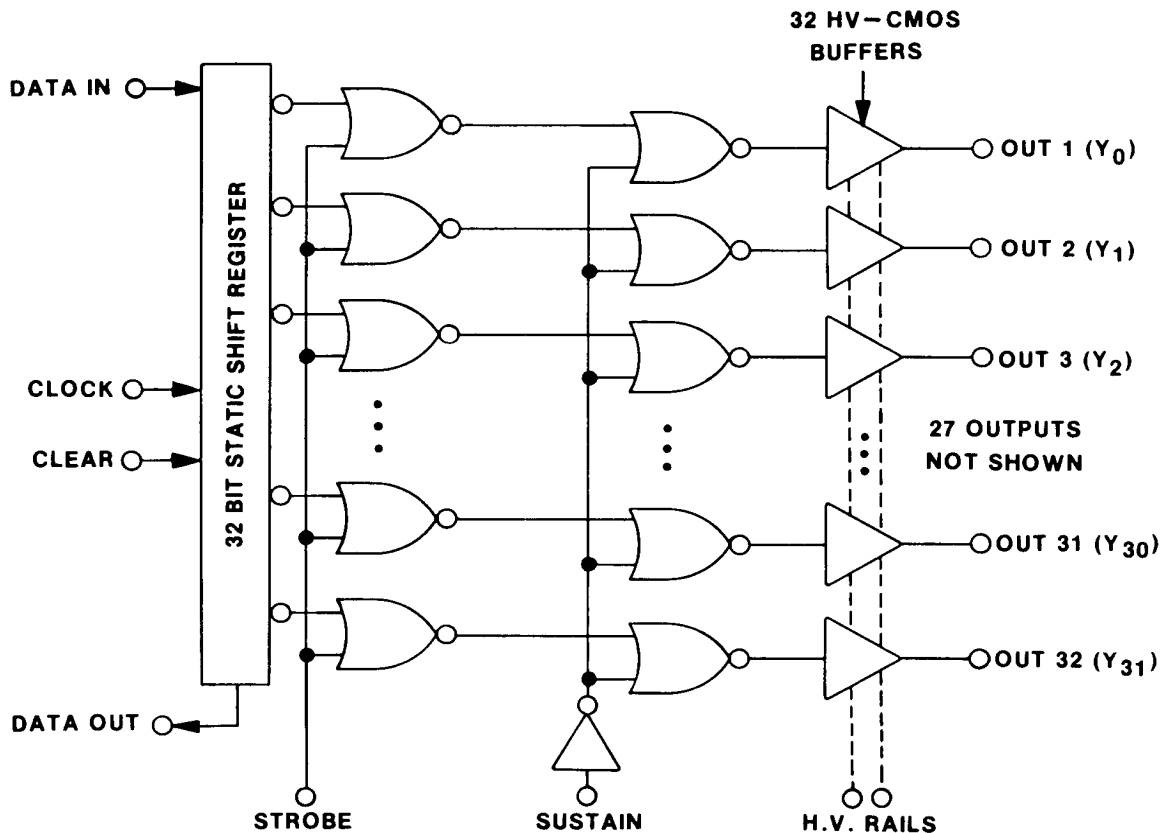 32 HV-CMOS
BUFFERS
DATA IN
OUT 1 (Y0)
32 BIT STATIC SHIFT REGISTER
OUT 2 (Y1)
OUT 3 (Y2)
CLOCK
27 OUTPUTS
NOT SHOWN
CLEAR
OUT 31 (Y30)
OUT 32 (Y31)
DATA OUT
STROBE
SUSTAIN
H.V. RAILS